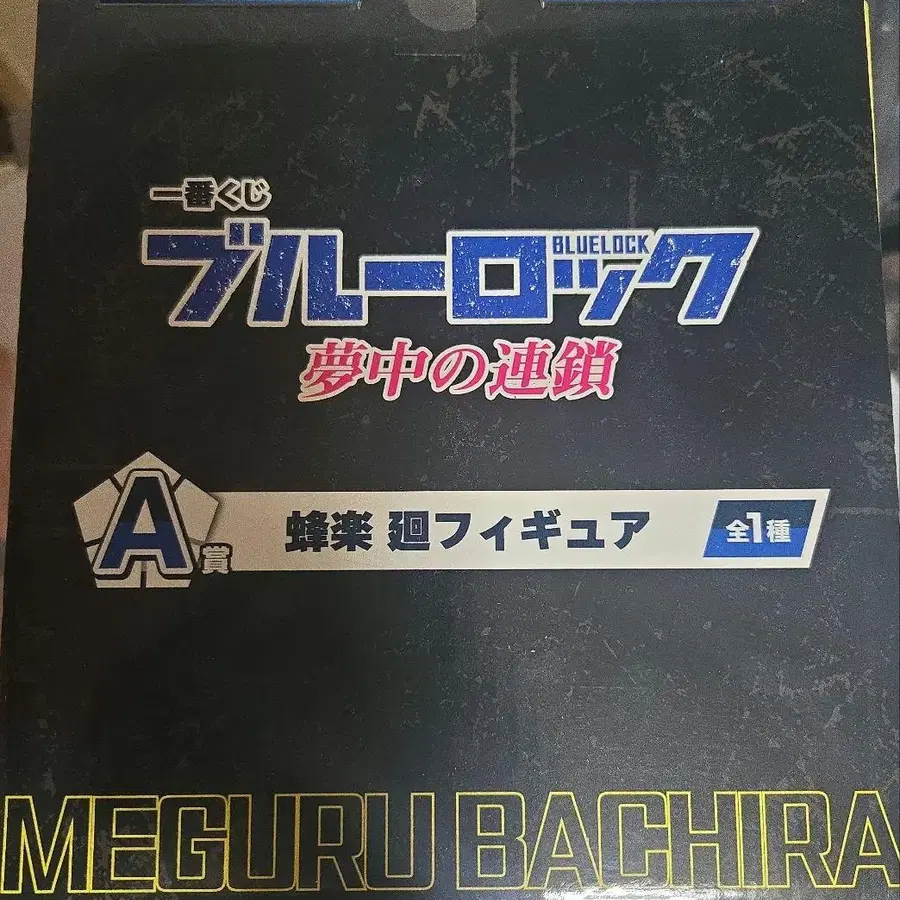 一番くじ
ブルーロック
BLUELOCK
夢中の連鎖
A賞
蜂楽 廻フィギュア
全1種
MEGURU BACHIRA